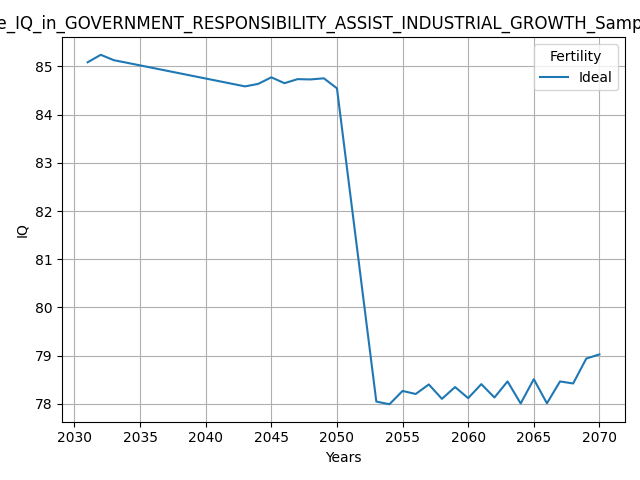 e_IQ_in_GOVERNMENT_RESPONSIBILITY_ASSIST_INDUSTRIAL_GROWTH_Samp
Fertility
Ideal
85
84
83
82
81
80
79
78
IQ
2030 2035 2040 2045 2050 2055 2060 2065 2070
Years